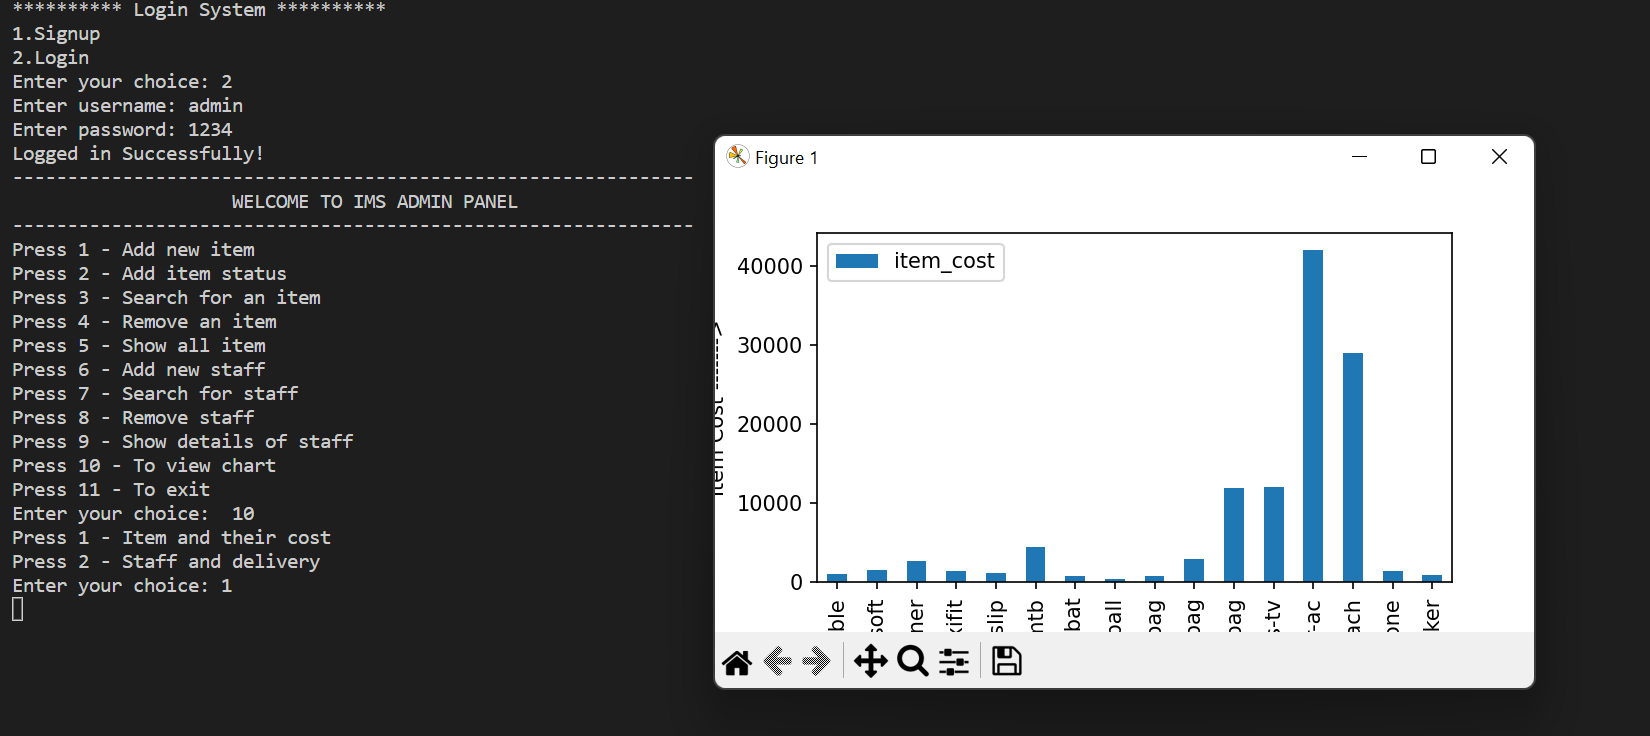 ********** Login System **********
1.Signup
2.Login
Enter your choice: 2
Enter username: admin
Enter password: 1234
Logged in Successfully!
--------------------------------------------------------------
WELCOME TO IMS ADMIN PANEL
--------------------------------------------------------------
Press 1 - Add new item
Press 2 - Add item status
Press 3 - Search for an item
Press 4 - Remove an item
Press 5 - Show all item
Press 6 - Add new staff
Press 7 - Search for staff
Press 8 - Remove staff
Press 9 - Show details of staff
Press 10 - To view chart
Press 11 - To exit
Enter your choice:  10
Press 1 - Item and their cost
Press 2 - Staff and delivery
Enter your choice: 1
Figure 1
item_cost
40000
30000
20000
10000
0
Item Cost ------->
ble
soft
ner
xifit
slip
mtb
bat
ball
bag
bag
bag
s-tv
r-ac
ach
one
ker